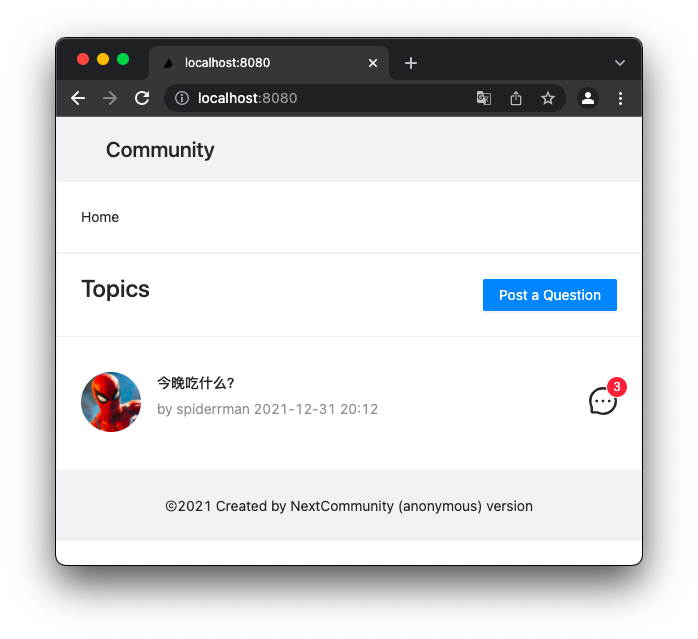 localhost:8080
localhost:8080
Community
Home
Topics
Post a Question
今晚吃什么?
3
by spiderrman 2021-12-31 20:12
©2021 Created by NextCommunity (anonymous) version